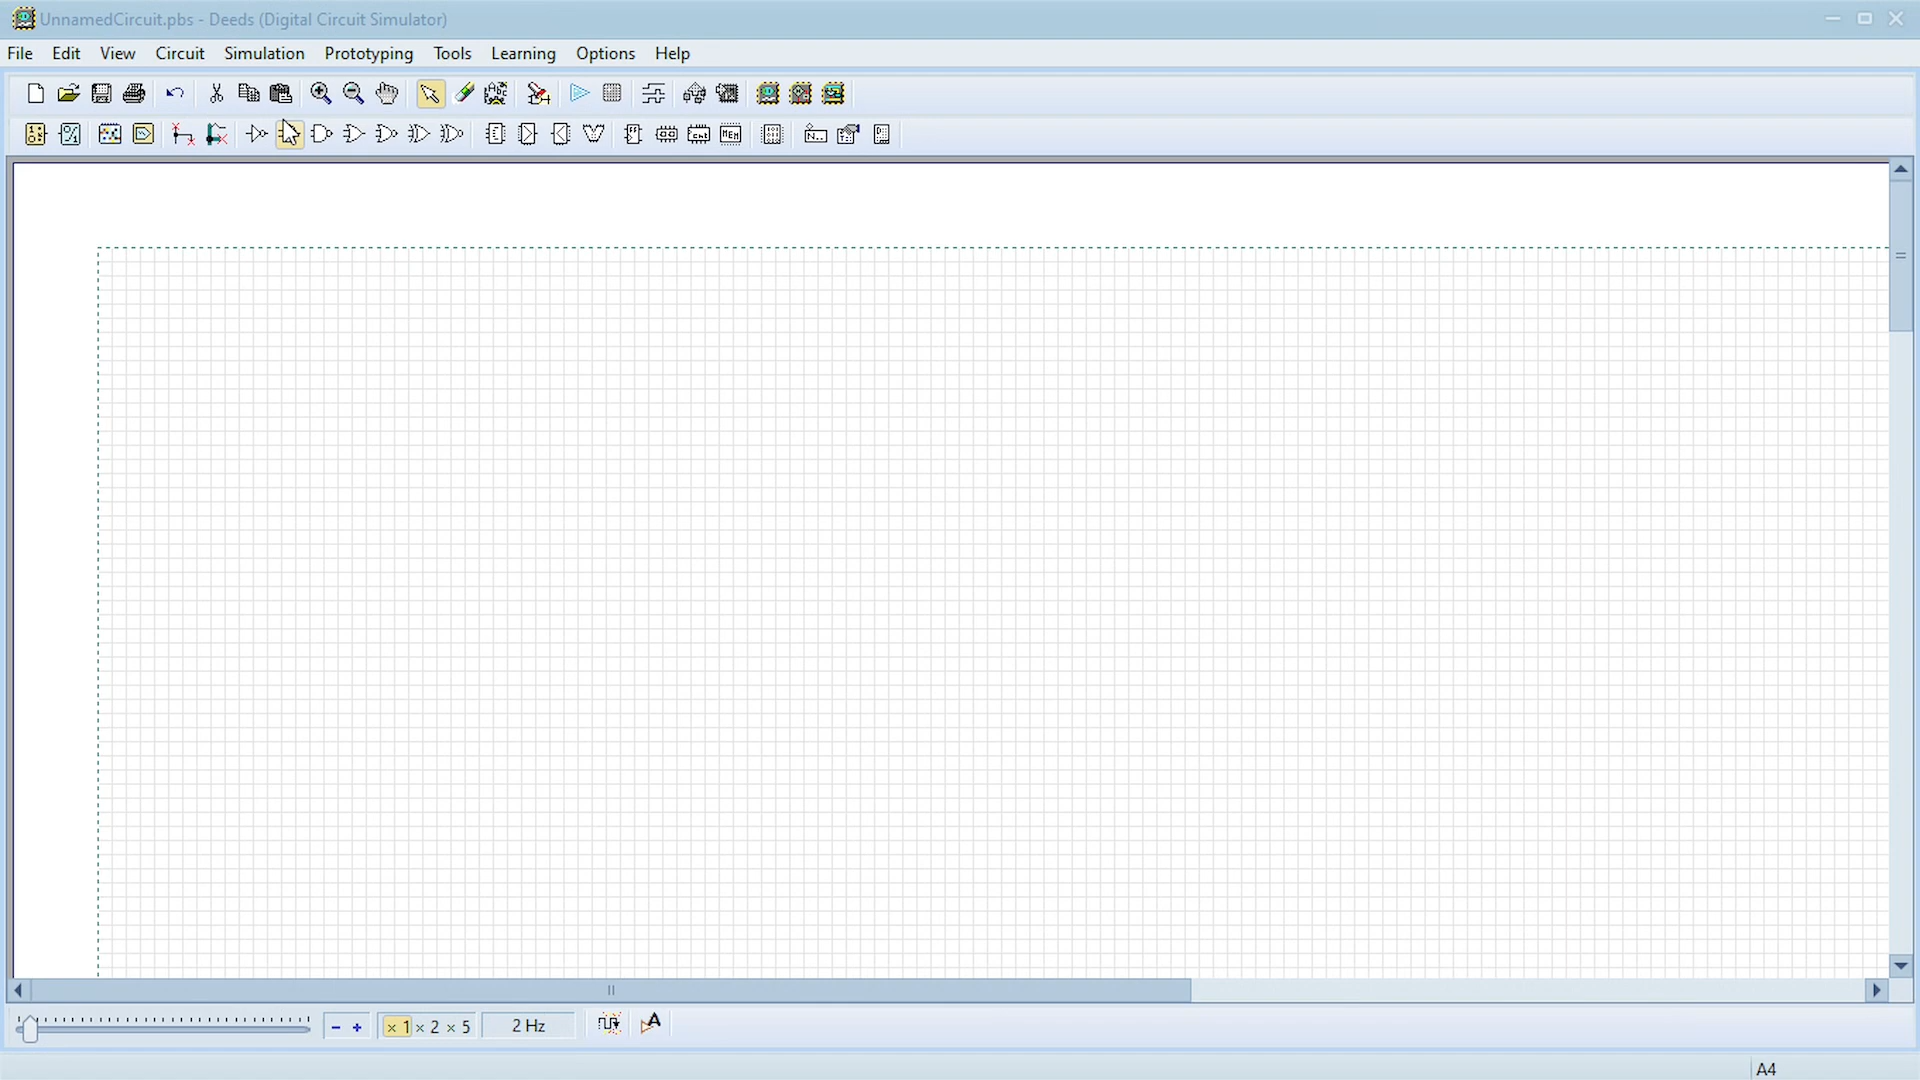 UnnamedCircuit.pbs - Deeds (Digital Circuit Simulator)
File Edit View Circuit Simulation Prototyping Tools Learning Options Help
− + × 1 × 2 × 5 2 Hz
A4